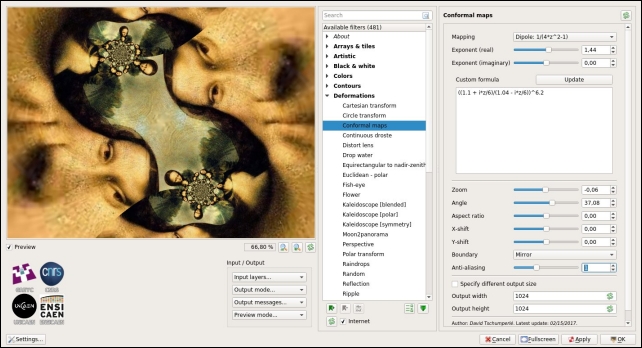 Search
Available filters (481)
About
Arrays & tiles
Artistic
Black & white
Colors
Contours
Deformations
Cartesian transform
Circle transform
Conformal maps
Continuous droste
Distort lens
Drop water
Equirectangular to nadir-zenith
Euclidean - polar
Fish-eye
Flower
Kaleidoscope [blended]
Kaleidoscope [polar]
Kaleidoscope [symmetry]
Moon2panorama
Perspective
Polar transform
Raindrops
Random
Reflection
Ripple
Internet
Conformal maps
Mapping Dipole: 1/(4*z^2-1)
Exponent (real) 1,44
Exponent (imaginary) 0,00
Custom formula Update
((1.1 + i*z/6)/(1.04 - i*z/6))^6.2
Zoom -0,06
Angle 37,08
Aspect ratio 0,00
X-shift 0,00
Y-shift 0,00
Boundary Mirror
Anti-aliasing
Specify different output size
Output width 1024
Output height 1024
Author: David Tschumperlé. Latest update: 02/15/2017.
Preview 66,80 %
Input / Output
Input layers...
Output mode...
Output messages...
Preview mode...
GREYC
CNRS
UNICAEN
ENSI
CAEN
ENSICAEN
Settings...
Cancel
Fullscreen
Apply
OK